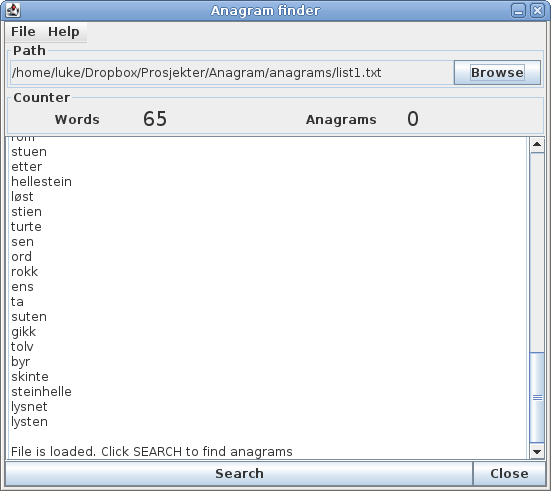 Anagram finder
File Help
Path
/home/luke/Dropbox/Prosjekter/Anagram/anagrams/list1.txt Browse
Counter
Words 65 Anagrams 0
rom
stuen
etter
hellestein
løst
stien
turte
sen
ord
rokk
ens
ta
suten
gikk
tolv
byr
skinte
steinhelle
lysnet
lysten
File is loaded. Click SEARCH to find anagrams
Search Close